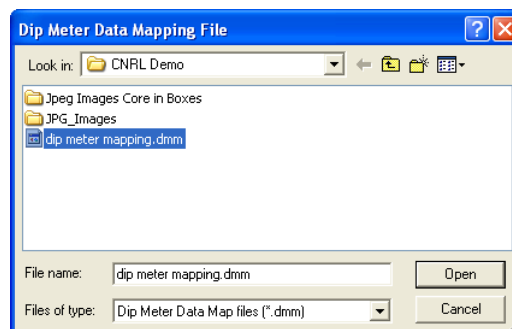 Dip Meter Data Mapping File
Look in: CNRL Demo
Jpeg Images Core in Boxes
JPG_Images
dip meter mapping.dmm
File name: dip meter mapping.dmm Open
Files of type: Dip Meter Data Map files (*.dmm) Cancel